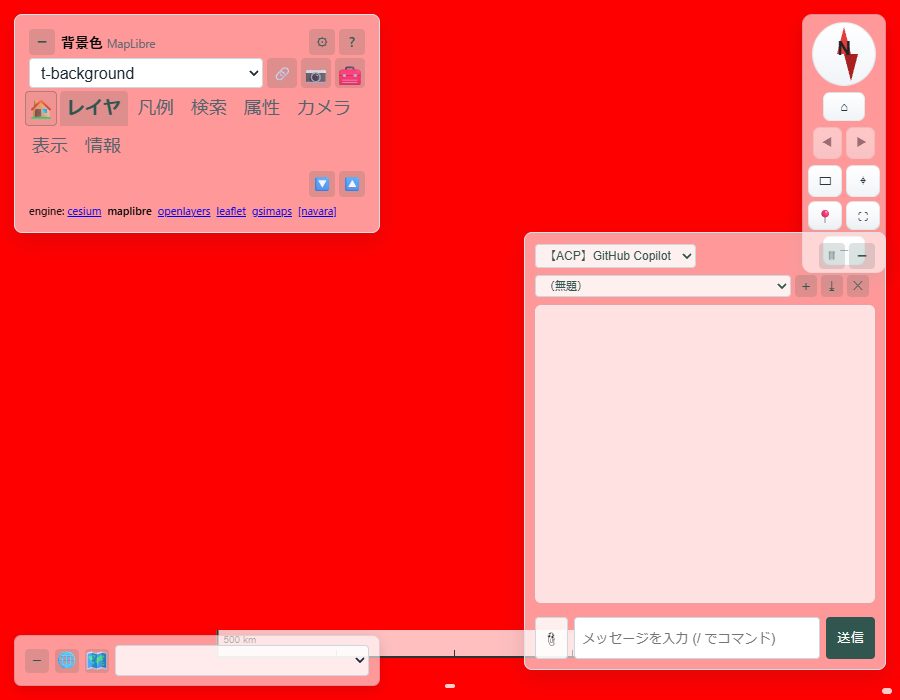 背景色 MapLibre
t-background
レイヤ 凡例 検索 属性 カメラ
表示 情報
engine: cesium maplibre openlayers leaflet gsimaps [navara]
N
【ACP】GitHub Copilot
（無題）
メッセージを入力 (/ でコマンド)
送信
500 km